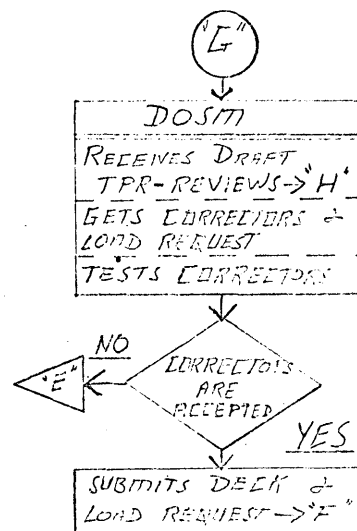 "G"
DOSM
RECEIVES DRAFT
TPR-REVIEWS→"H"
GETS CORRECTORS &
LOAD REQUEST
TESTS CORRECTORS
NO
"E"
CORRECTORS
ARE
ACCEPTED
YES
SUBMITS DECK &
LOAD REQUEST→"F"